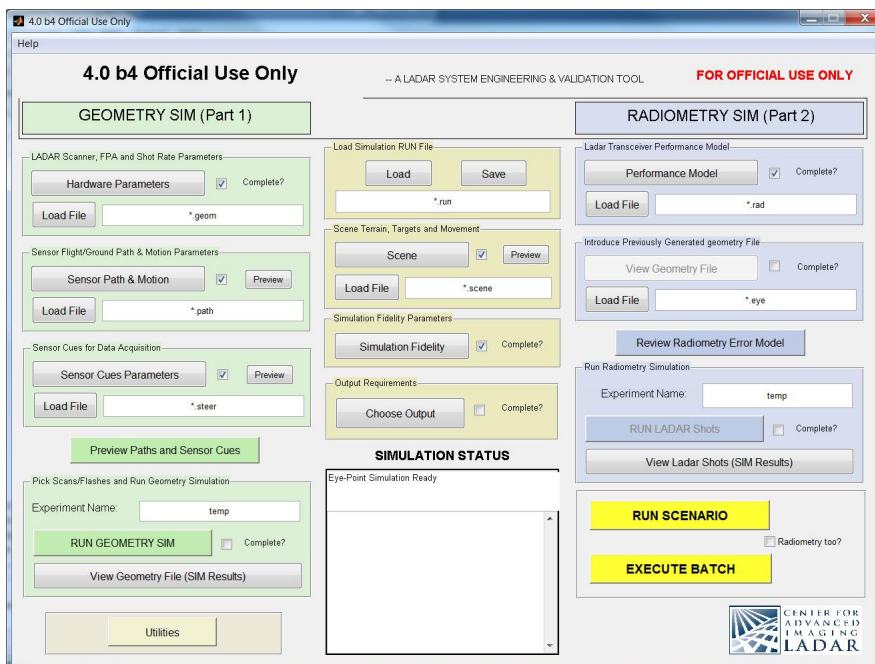 4.0 b4 Official Use Only
Help
4.0 b4 Official Use Only
-- A LADAR SYSTEM ENGINEERING & VALIDATION TOOL
FOR OFFICIAL USE ONLY
GEOMETRY SIM (Part 1)
LADAR Scanner, FPA and Shot Rate Parameters
Hardware Parameters
Complete?
Load File
*.geom
Sensor Flight/Ground Path & Motion Parameters
Sensor Path & Motion
Preview
Load File
*.path
Sensor Cues for Data Acquisition
Sensor Cues Parameters
Preview
Load File
*.steer
Preview Paths and Sensor Cues
Pick Scans/Flashes and Run Geometry Simulation
Experiment Name:
temp
RUN GEOMETRY SIM
Complete?
View Geometry File (SIM Results)
Utilities
Load Simulation RUN File
Load
Save
*.run
Scene Terrain, Targets and Movement
Scene
Preview
Load File
*.scene
Simulation Fidelity Parameters
Simulation Fidelity
Complete?
Output Requirements
Choose Output
Complete?
SIMULATION STATUS
Eye-Point Simulation Ready
RADIOMETRY SIM (Part 2)
Ladar Transceiver Performance Model
Performance Model
Complete?
Load File
*.rad
Introduce Previously Generated geometry File
View Geometry File
Complete?
Load File
*.eye
Review Radiometry Error Model
Run Radiometry Simulation
Experiment Name:
temp
RUN LADAR Shots
Complete?
View Ladar Shots (SIM Results)
RUN SCENARIO
Radiometry too?
EXECUTE BATCH
CENTER FOR
ADVANCED
IMAGING
LADAR